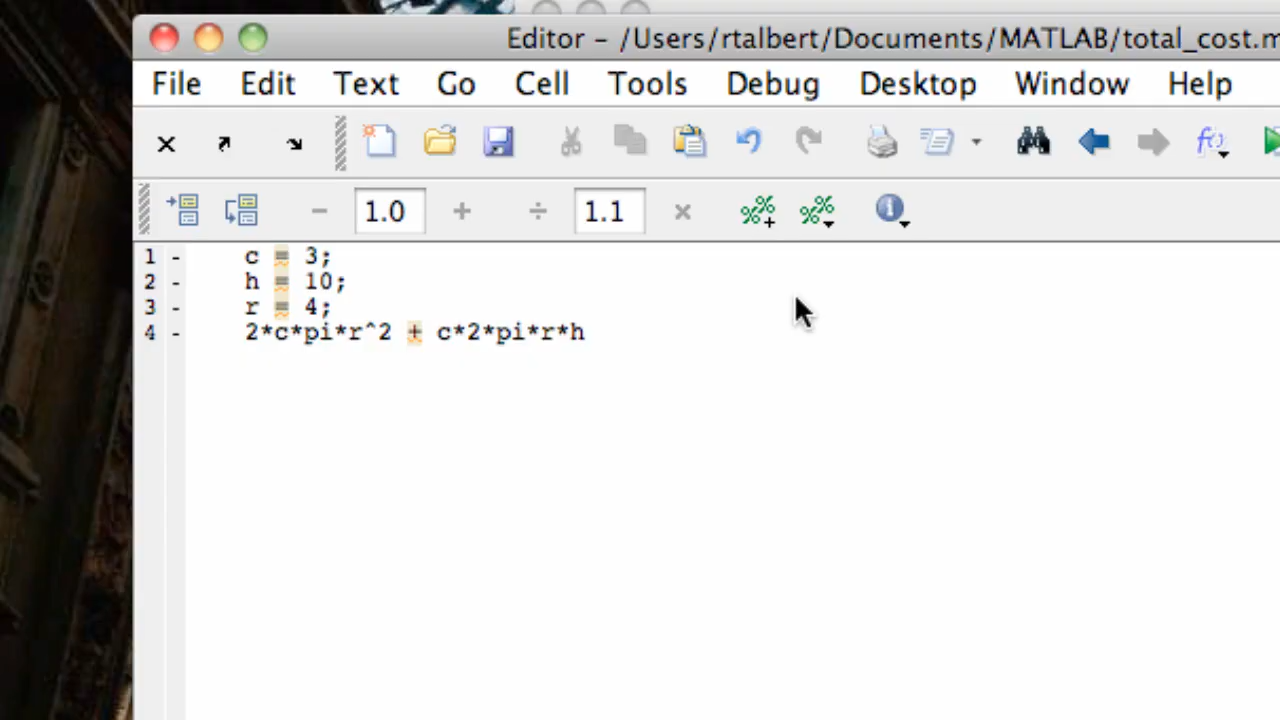 Editor – /Users/rtalbert/Documents/MATLAB/total_cost.m
File Edit Text Go Cell Tools Debug Desktop Window Help
1.0 1.1
1 - c = 3;
2 - h = 10;
3 - r = 4;
4 - 2*c*pi*r^2 + c*2*pi*r*h